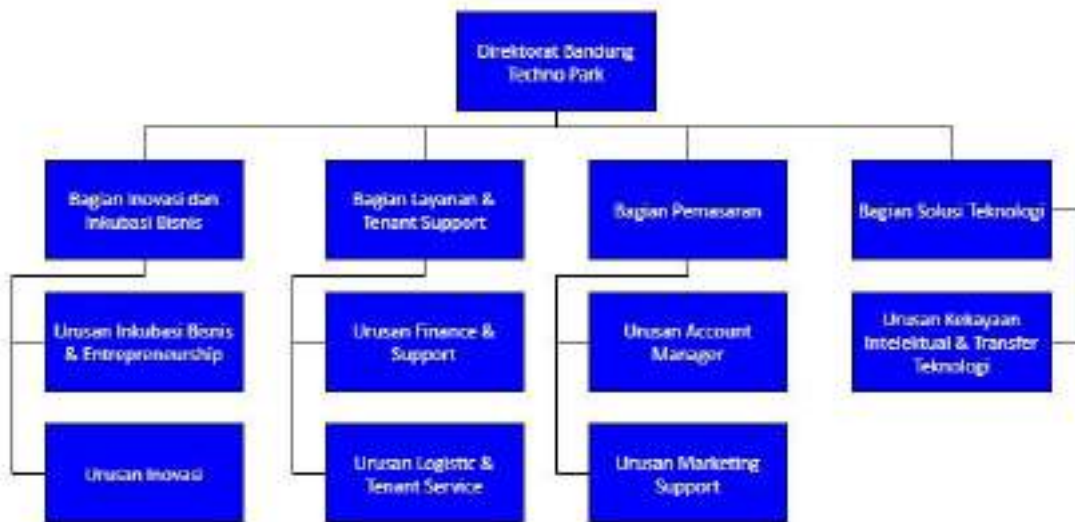 Direktorat Bandung
Techno Park
Bagian Inovasi dan
Inkubasi Bisnis
Bagian Layanan &
Tenant Support
Bagian Pemasaran
Bagian Solusi Teknologi
Urusan Inkubasi Bisnis
& Entrepreneurship
Urusan Finance &
Support
Urusan Account
Manager
Urusan Kekayaan
Intelektual & Transfer
Teknologi
Urusan Inovasi
Urusan Logistic &
Tenant Service
Urusan Marketing
Support